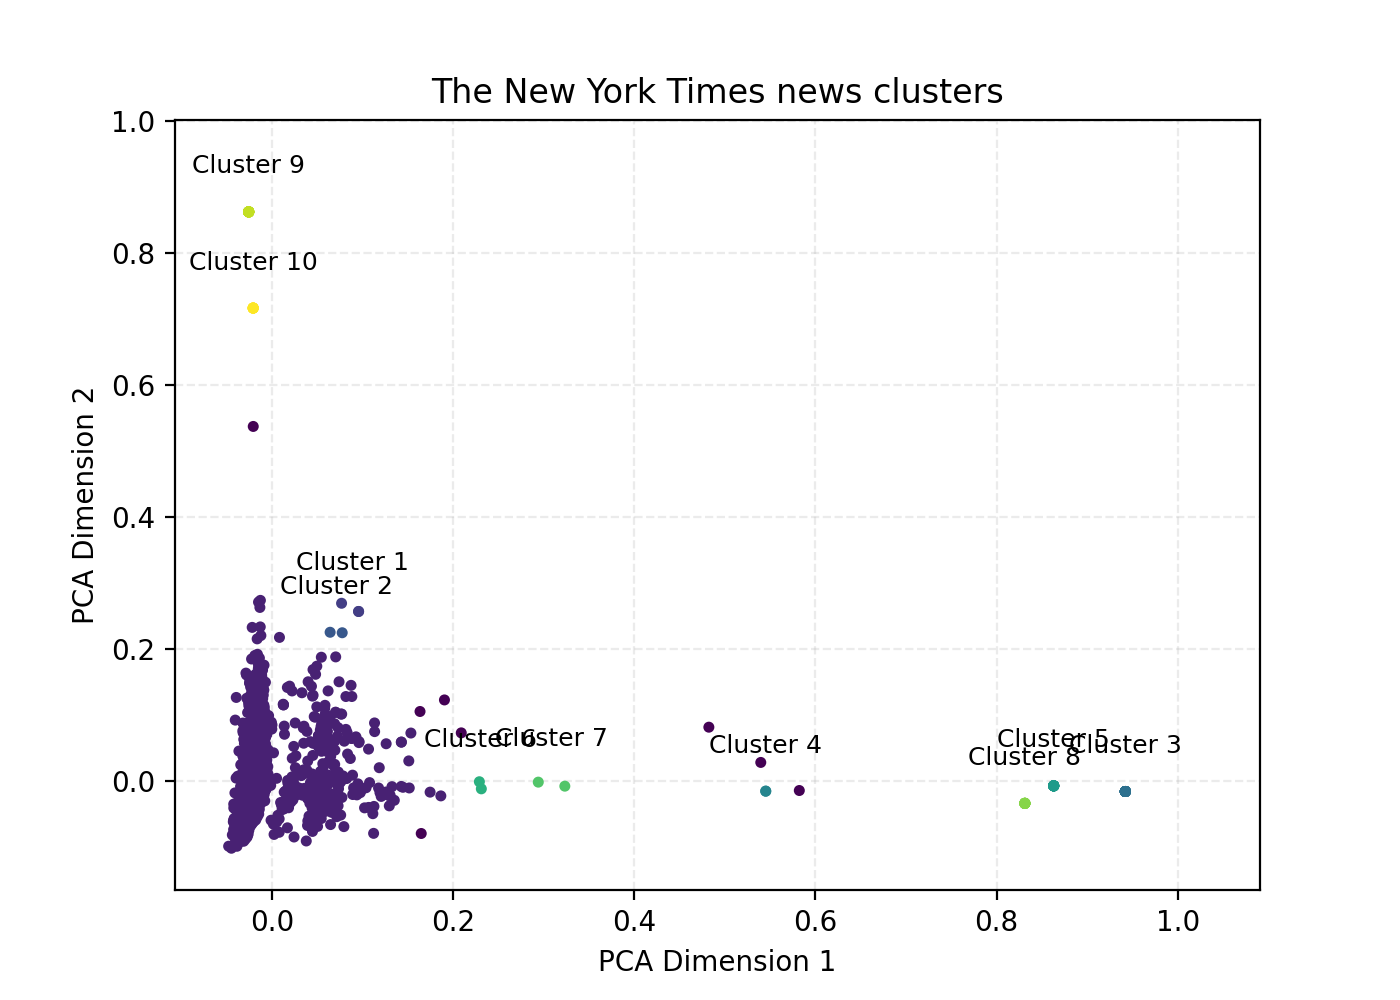 The New York Times news clusters
1.0
Cluster 9
0.8
Cluster 10
0.6
PCA Dimension 2
0.4
Cluster 1
Cluster 2
0.2
Cluster 6
Cluster 7
Cluster 4
Cluster 5
Cluster 3
Cluster 8
0.0
0.0 0.2 0.4 0.6 0.8 1.0
PCA Dimension 1